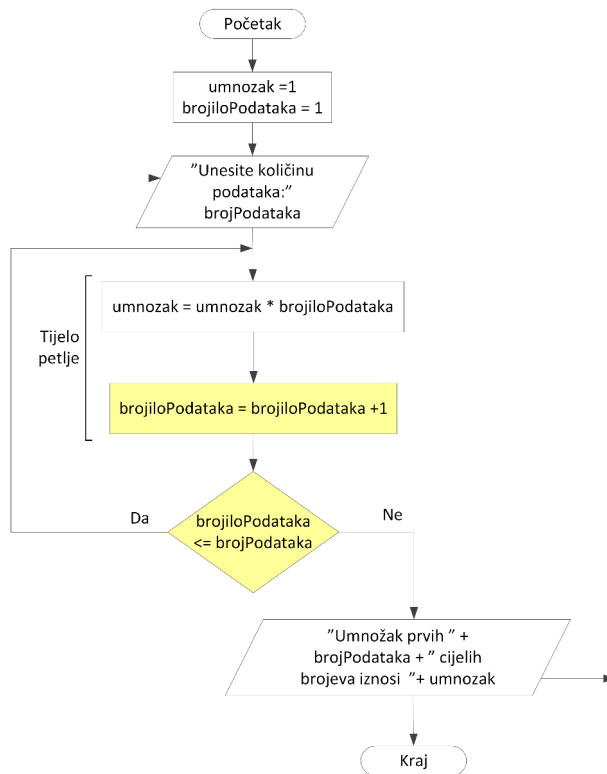 Početak
umnozak =1
brojiloPodataka = 1
”Unesite količinu
podataka:”
brojPodataka
umnozak = umnozak * brojiloPodataka
Tijelo
petlje
brojiloPodataka = brojiloPodataka +1
Da
brojiloPodataka
<= brojPodataka
Ne
”Umnožak prvih ” +
brojPodataka + ” cijelih
brojeva iznosi ”+ umnozak
Kraj